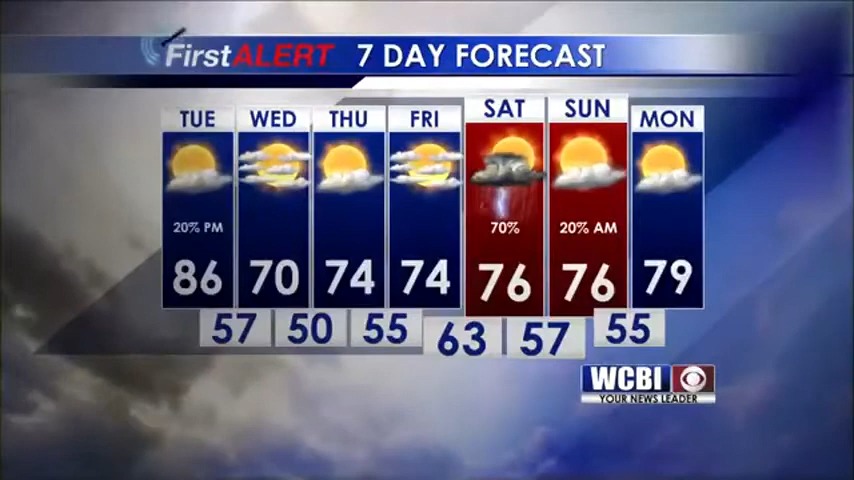 FirstALERT 7 DAY FORECAST
TUE WED THU FRI SAT SUN MON
20% PM 70% 20% AM
86 70 74 74 76 76 79
57 50 55 63 57 55
WCBI
YOUR NEWS LEADER